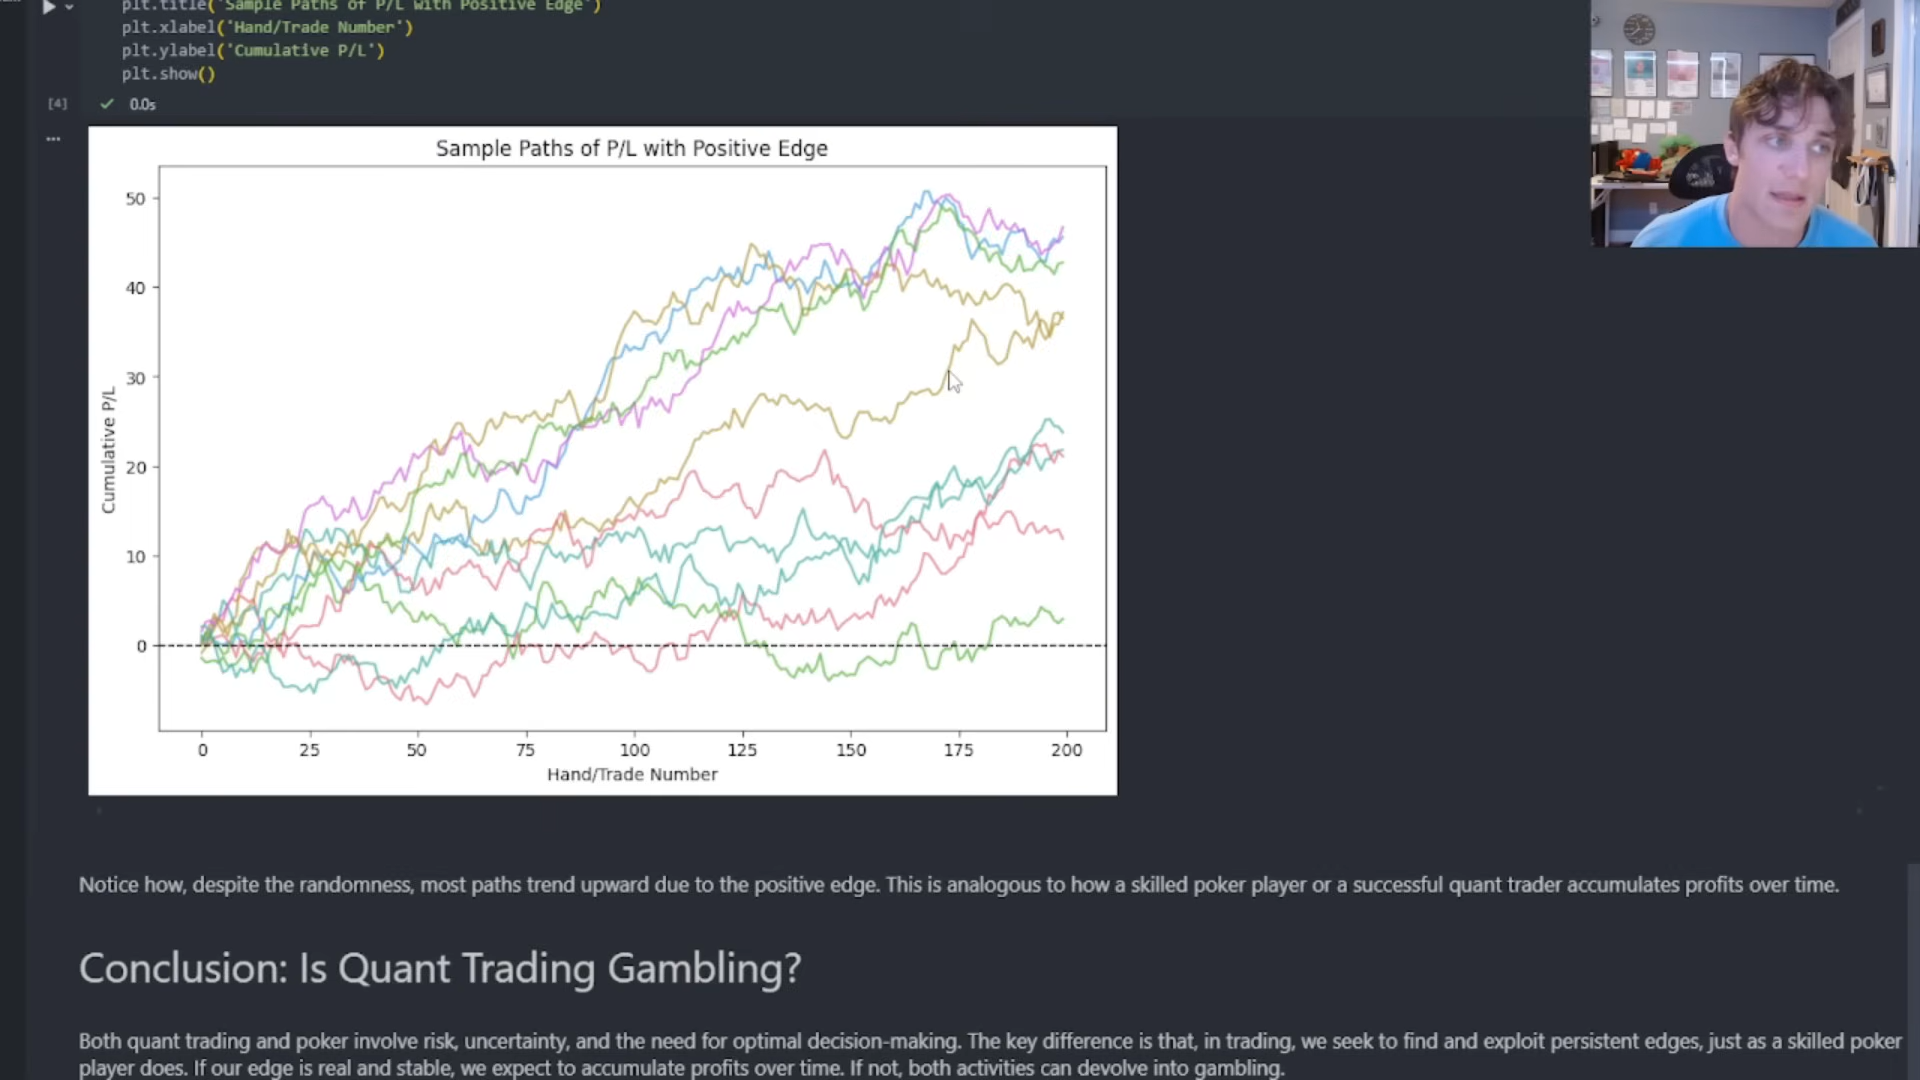 plt.title('Sample Paths of P/L with Positive Edge')
plt.xlabel('Hand/Trade Number')
plt.ylabel('Cumulative P/L')
plt.show()
[4]
0.0s
...
Sample Paths of P/L with Positive Edge
50
40
30
20
10
0
Cumulative P/L
0 25 50 75 100 125 150 175 200
Hand/Trade Number
Notice how, despite the randomness, most paths trend upward due to the positive edge. This is analogous to how a skilled poker player or a successful quant trader accumulates profits over time.
Conclusion: Is Quant Trading Gambling?
Both quant trading and poker involve risk, uncertainty, and the need for optimal decision-making. The key difference is that, in trading, we seek to find and exploit persistent edges, just as a skilled poker
player does. If our edge is real and stable, we expect to accumulate profits over time. If not, both activities can devolve into gambling.